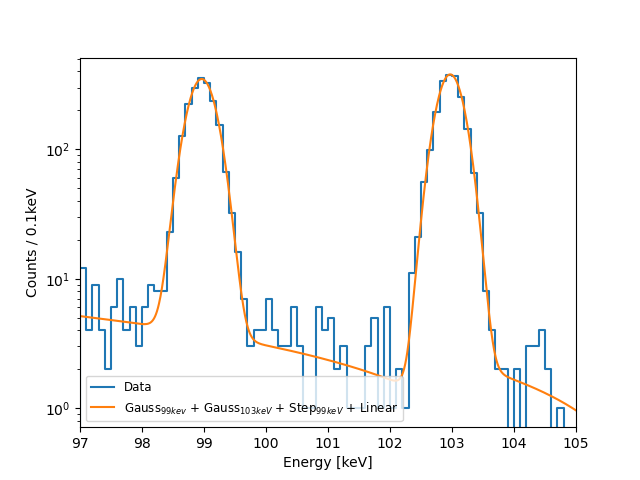 Counts / 0.1keV
10²
10¹
10⁰
Data
Gauss₉₉ₖₑᵥ + Gauss₁₀₃ₖₑV + Step₉₉ₖₑV + Linear
97 98 99 100 101 102 103 104 105
Energy [keV]